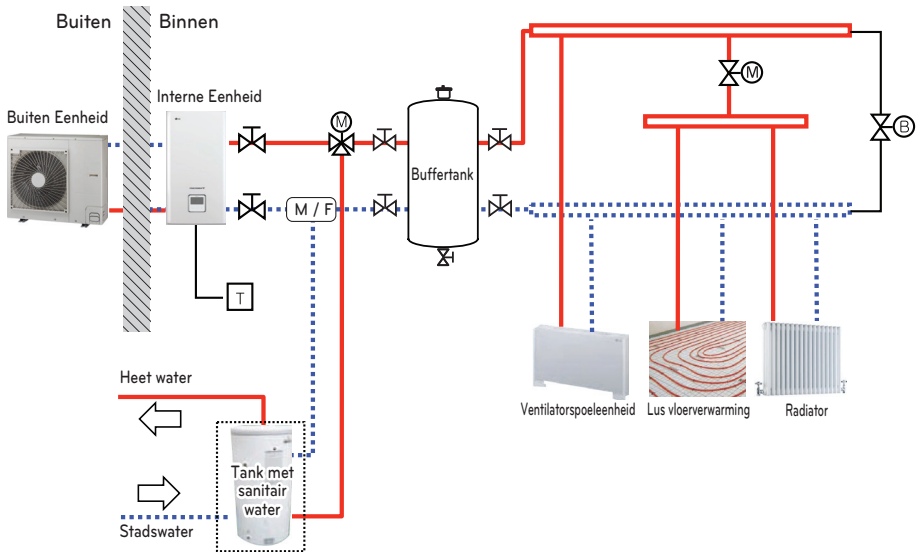 Buiten
Binnen
Interne Eenheid
Buiten Eenheid
M
M
B
Buffertank
M / F
T
Heet water
Ventilatorspoeleenheid
Lus vloerverwarming
Radiator
Tank met
sanitair
water
Stadswater